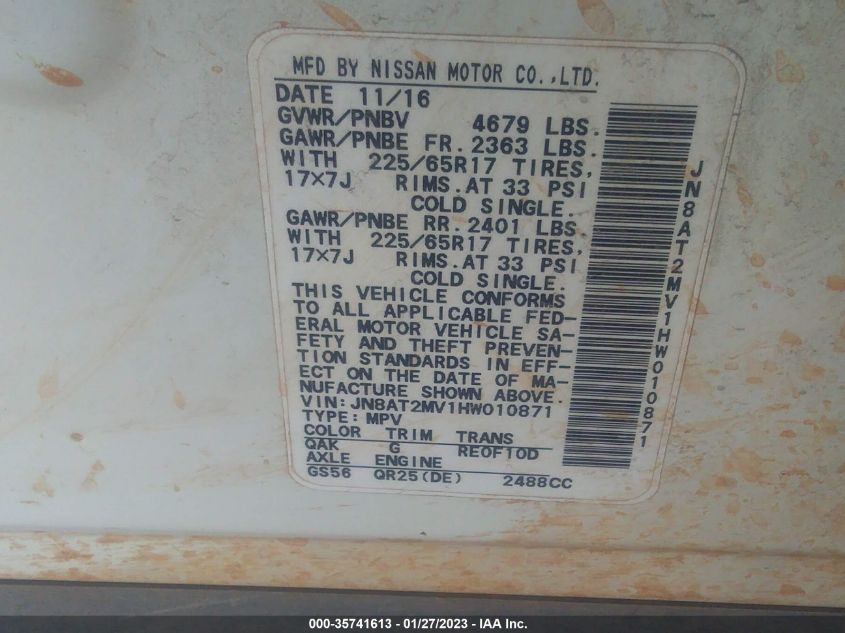 MFD BY NISSAN MOTOR CO.,LTD.
DATE 11/16
GVWR/PNBV 4679 LBS.
GAWR/PNBE FR. 2363 LBS.
WITH 225/65R17 TIRES,
17×7J RIMS.AT 33 PSI
COLD SINGLE.
GAWR/PNBE RR. 2401 LBS.
WITH 225/65R17 TIRES,
17×7J RIMS.AT 33 PSI
COLD SINGLE.
THIS VEHICLE CONFORMS
TO ALL APPLICABLE FED-
ERAL MOTOR VEHICLE SA-
FETY AND THEFT PREVEN-
TION STANDARDS IN EFF-
ECT ON THE DATE OF MA-
NUFACTURE SHOWN ABOVE.
VIN:JN8AT2MV1HW010871
TYPE:MPV
COLOR TRIM TRANS
QAK G RE0F10D
AXLE ENGINE
GS56 QR25(DE) 2488CC
JN8AT2MV1HW010871
000-35741613 - 01/27/2023 - IAA Inc.